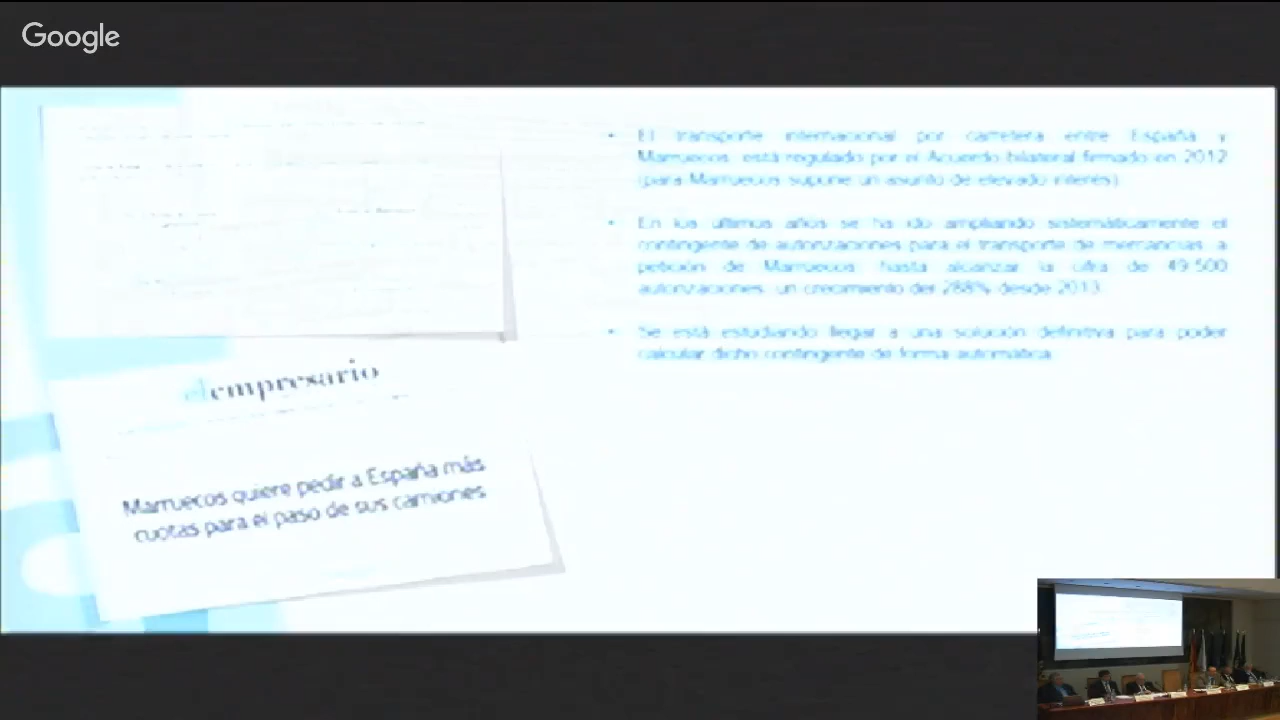 Google
El transporte internacional por carretera entre España y
Marruecos está regulado por el Acuerdo bilateral firmado en 2012
(para Marruecos supone un asunto de elevado interés)
En los últimos años se ha ido ampliando sistemáticamente el
contingente de autorizaciones para el transporte de mercancías a
petición de Marruecos hasta alcanzar la cifra de 49.500
autorizaciones un crecimiento del 288% desde 2013
Se está estudiando llegar a una solución definitiva para poder
calcular dicho contingente de forma automática
elempresario
Marruecos quiere pedir a España más
cuotas para el paso de sus camiones